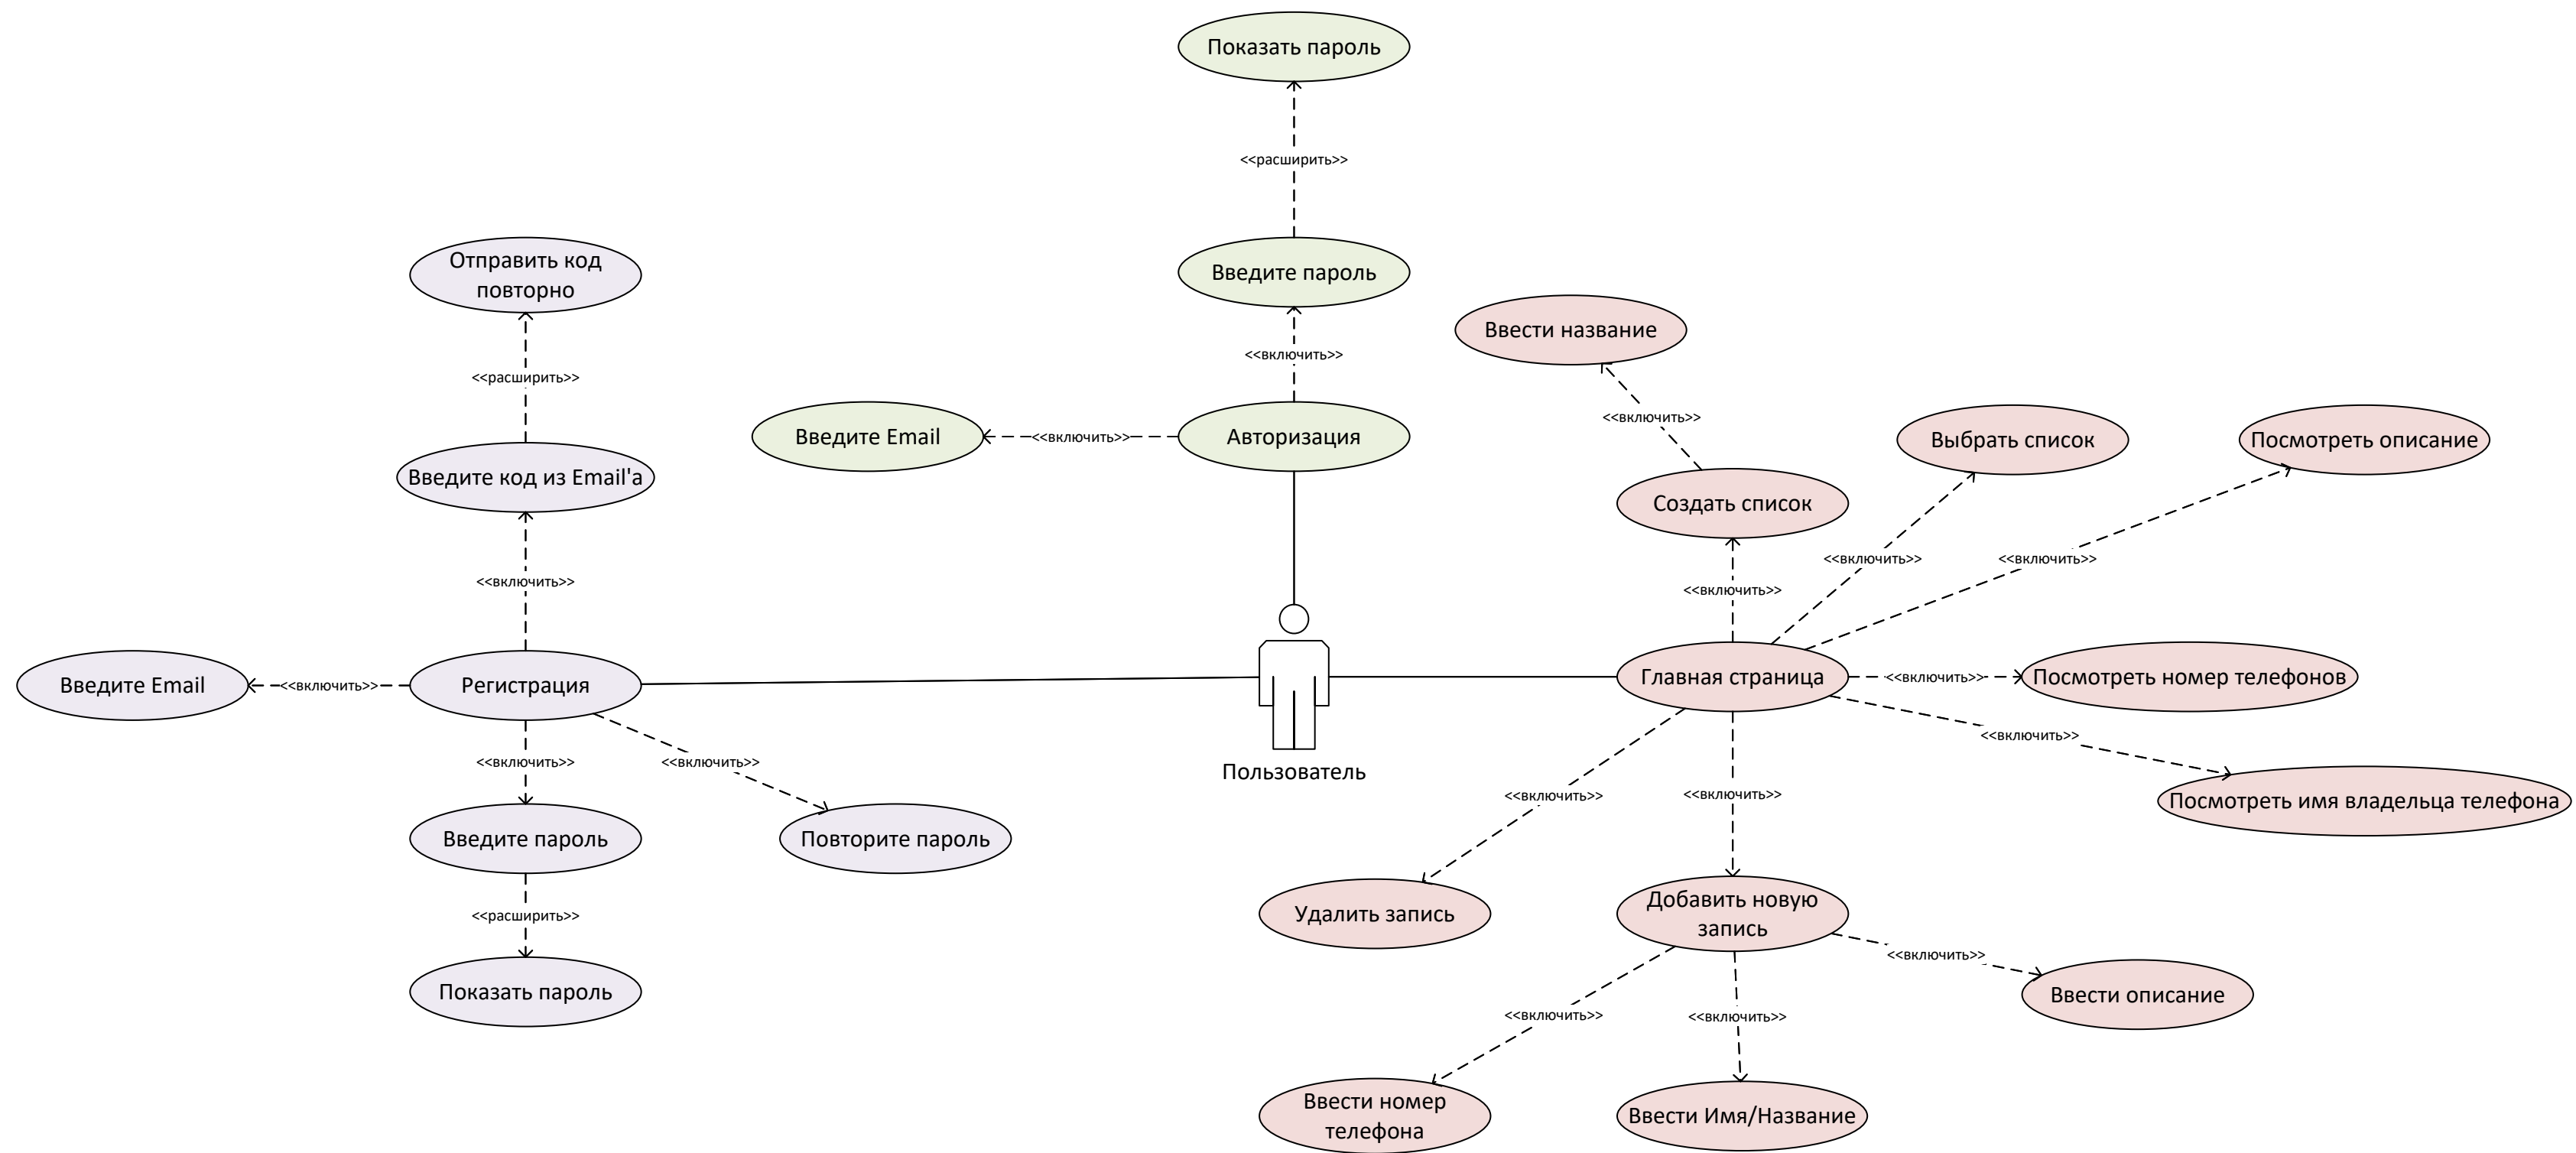 Показать пароль
<<расширить>>
Отправить код
повторно
Введите пароль
Ввести название
<<включить>>
<<расширить>>
<<включить>>
Введите Email
<<включить>>
Авторизация
Выбрать список
Посмотреть описание
Введите код из Email'а
Создать список
<<включить>>
<<включить>>
<<включить>>
<<включить>>
Введите Email
<<включить>>
Регистрация
Главная страница
<<включить>>
Посмотреть номер телефонов
<<включить>>
<<включить>>
<<включить>>
Пользователь
<<включить>>
<<включить>>
Посмотреть имя владельца телефона
Введите пароль
Повторите пароль
<<расширить>>
Удалить запись
Добавить новую
запись
<<включить>>
Показать пароль
Ввести описание
<<включить>>
<<включить>>
Ввести номер
телефона
Ввести Имя/Название